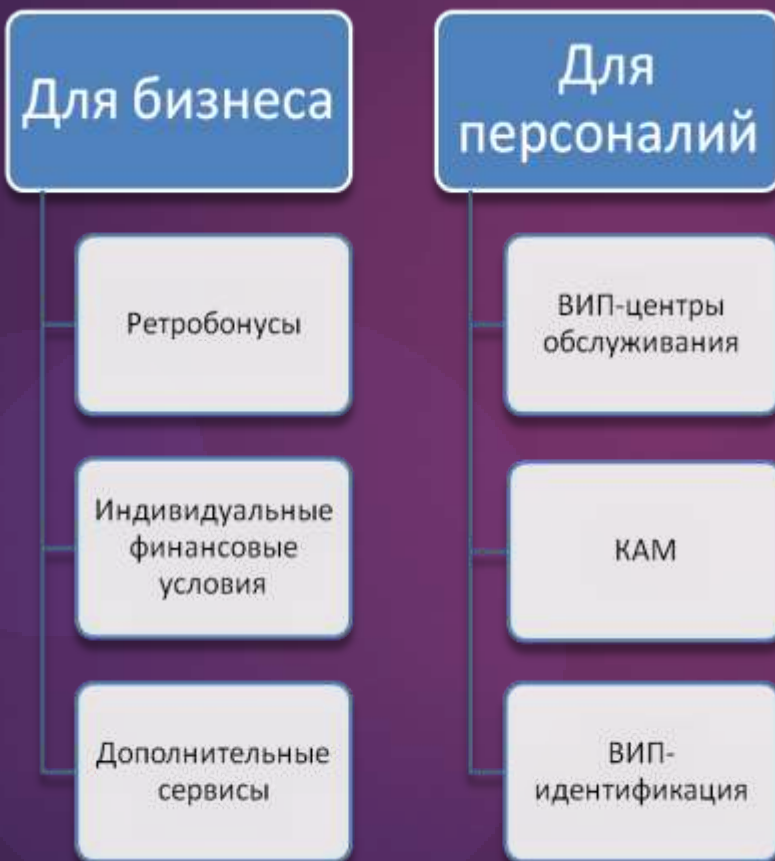 Для бизнеса
Ретробонусы
Индивидуальные
финансовые
условия
Дополнительные
сервисы
Для
персоналий
ВИП-центры
обслуживания
КАМ
ВИП-
идентификация